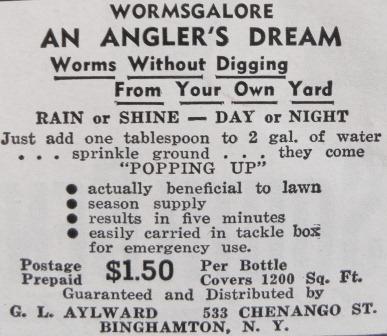 WORMSGALORE
AN ANGLER'S DREAM
Worms Without Digging
From Your Own Yard
RAIN or SHINE — DAY or NIGHT
Just add one tablespoon to 2 gal. of water
. . . sprinkle ground . . . they come
"POPPING UP"
● actually beneficial to lawn
● season supply
● results in five minutes
● easily carried in tackle box
for emergency use.
Postage Prepaid $1.50 Per Bottle
Covers 1200 Sq. Ft.
Guaranteed and Distributed by
G. L. AYLWARD 533 CHENANGO ST.
BINGHAMTON, N. Y.